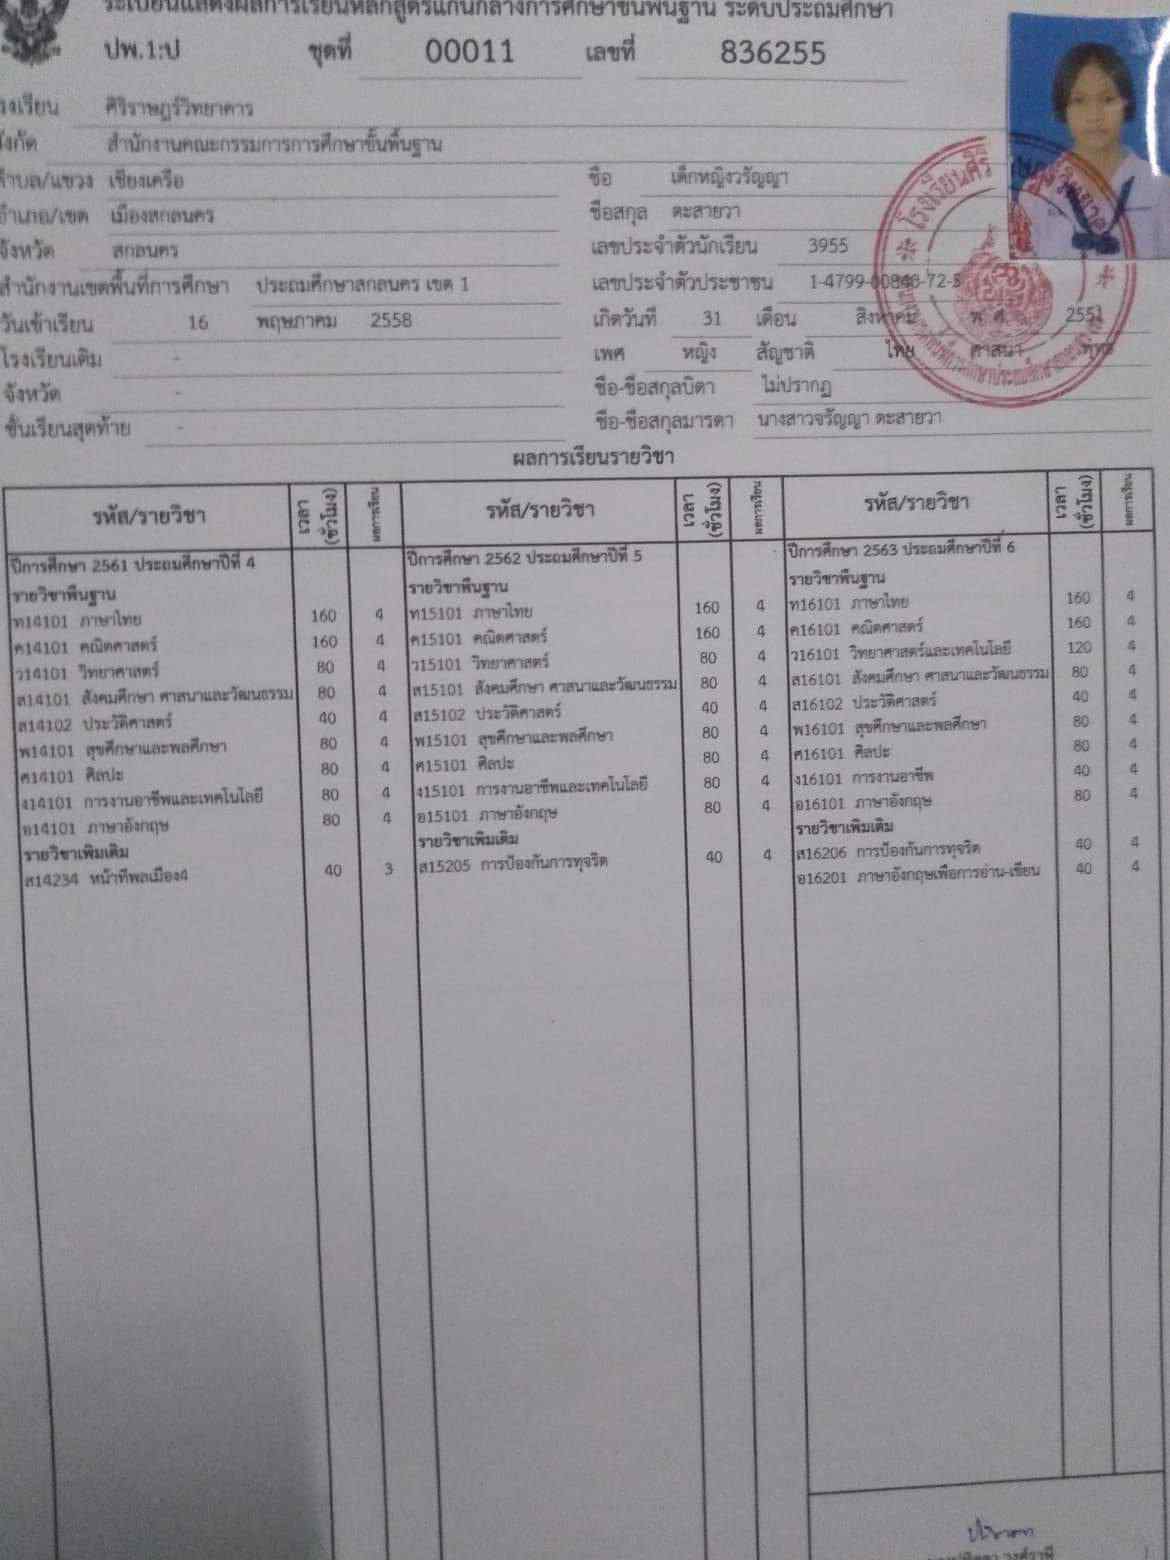 ระเบียนแสดงผลการเรียนหลักสูตรแกนกลางการศึกษาขั้นพื้นฐาน ระดับประถมศึกษา
ปพ.1:ป ชุดที่ 00011 เลขที่ 836255
โรงเรียน ศิริราษฎร์วิทยาคาร
สังกัด สำนักงานคณะกรรมการการศึกษาขั้นพื้นฐาน
ตำบล/แขวง เชียงเครือ ชื่อ เด็กหญิงวรัญญา
อำเภอ/เขต เมืองสกลนคร ชื่อสกุล ตะสายวา
จังหวัด สกลนคร เลขประจำตัวนักเรียน 3955
สำนักงานเขตพื้นที่การศึกษา ประถมศึกษาสกลนคร เขต 1 เลขประจำตัวประชาชน 1-4799-00848-72-5
วันเข้าเรียน 16 พฤษภาคม 2558 เกิดวันที่ 31 เดือน สิงหาคม พ.ศ. 2551
โรงเรียนเดิม - เพศ หญิง สัญชาติ ไทย ศาสนา พุทธ
จังหวัด - ชื่อ-ชื่อสกุลบิดา ไม่ปรากฏ
ชั้นเรียนสุดท้าย - ชื่อ-ชื่อสกุลมารดา นางสาวจรัญญา ตะสายวา
ผลการเรียนรายวิชา
รหัส/รายวิชา เวลา (ชั่วโมง) ผลการเรียน รหัส/รายวิชา เวลา (ชั่วโมง) ผลการเรียน รหัส/รายวิชา เวลา (ชั่วโมง) ผลการเรียน
ปีการศึกษา 2561 ประถมศึกษาปีที่ 4
รายวิชาพื้นฐาน
ท14101 ภาษาไทย 160 4
ค14101 คณิตศาสตร์ 160 4
ว14101 วิทยาศาสตร์ 80 4
ส14101 สังคมศึกษา ศาสนาและวัฒนธรรม 80 4
ส14102 ประวัติศาสตร์ 40 4
พ14101 สุขศึกษาและพลศึกษา 80 4
ศ14101 ศิลปะ 80 4
ง14101 การงานอาชีพและเทคโนโลยี 80 4
อ14101 ภาษาอังกฤษ 80 4
รายวิชาเพิ่มเติม
ส14234 หน้าที่พลเมือง4 40 3
ปีการศึกษา 2562 ประถมศึกษาปีที่ 5
รายวิชาพื้นฐาน
ท15101 ภาษาไทย 160 4
ค15101 คณิตศาสตร์ 160 4
ว15101 วิทยาศาสตร์ 80 4
ส15101 สังคมศึกษา ศาสนาและวัฒนธรรม 80 4
ส15102 ประวัติศาสตร์ 40 4
พ15101 สุขศึกษาและพลศึกษา 80 4
ศ15101 ศิลปะ 80 4
ง15101 การงานอาชีพและเทคโนโลยี 80 4
อ15101 ภาษาอังกฤษ 80 4
รายวิชาเพิ่มเติม
ส15205 การป้องกันการทุจริต 40 4
ปีการศึกษา 2563 ประถมศึกษาปีที่ 6
รายวิชาพื้นฐาน
ท16101 ภาษาไทย 160 4
ค16101 คณิตศาสตร์ 160 4
ว16101 วิทยาศาสตร์และเทคโนโลยี 120 4
ส16101 สังคมศึกษา ศาสนาและวัฒนธรรม 80 4
ส16102 ประวัติศาสตร์ 40 4
พ16101 สุขศึกษาและพลศึกษา 80 4
ศ16101 ศิลปะ 80 4
ง16101 การงานอาชีพ 40 4
อ16101 ภาษาอังกฤษ 80 4
รายวิชาเพิ่มเติม
ส16206 การป้องกันการทุจริต 40 4
อ16201 ภาษาอังกฤษเพื่อการอ่าน-เขียน 40 4